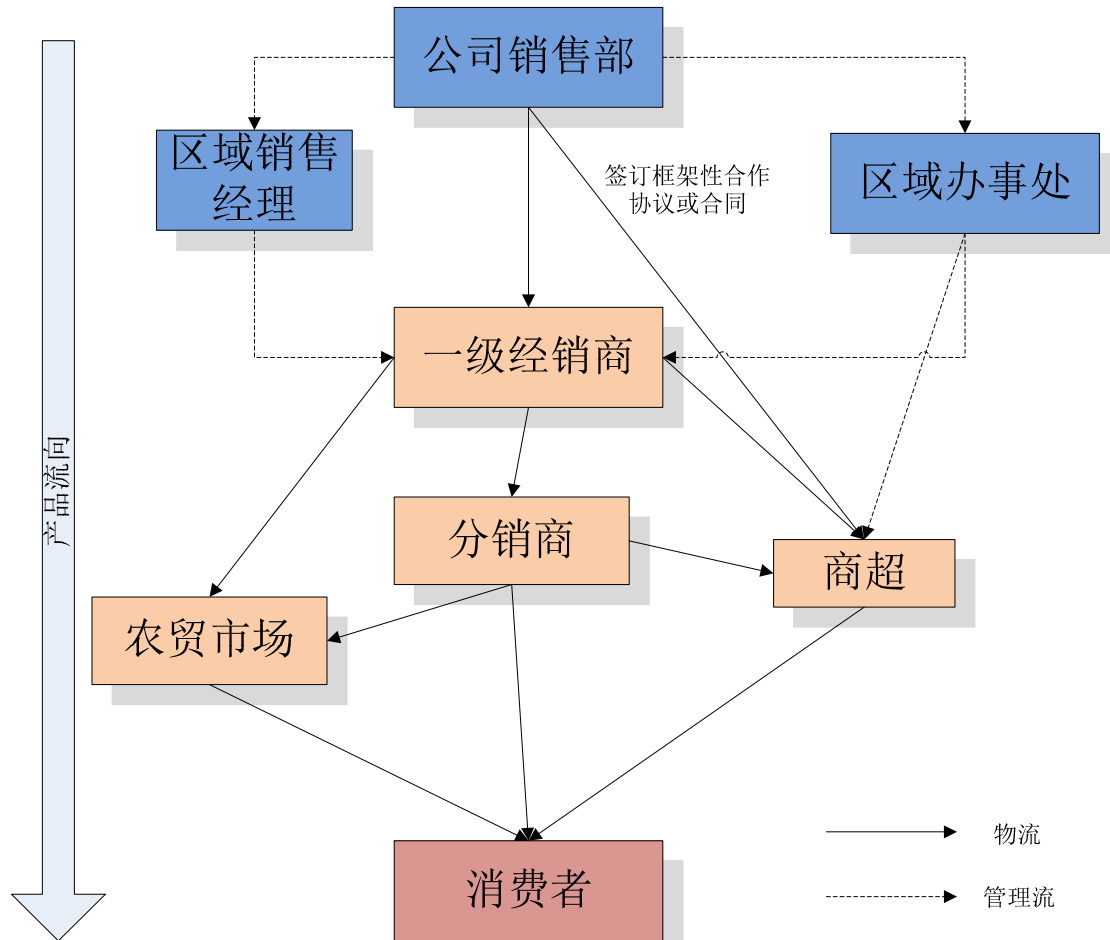 公司销售部
区域销售
经理
签订框架性合作
协议或合同
区域办事处
一级经销商
产品流向
分销商
商超
农贸市场
消费者
物流
管理流